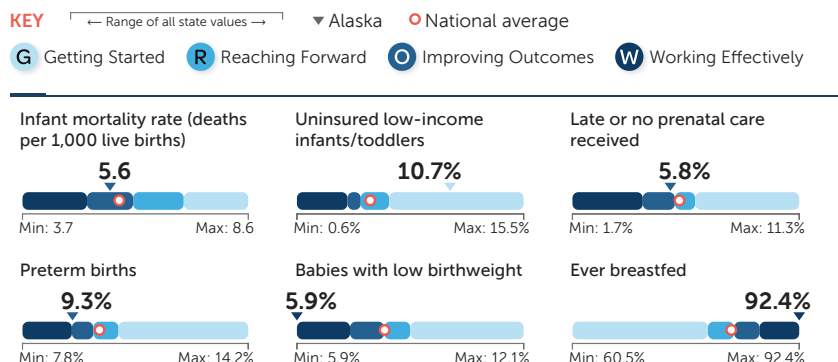 KEY ← Range of all state values → Alaska National average
G Getting Started R Reaching Forward O Improving Outcomes W Working Effectively
Infant mortality rate (deaths
per 1,000 live births)
5.6
Min: 3.7 Max: 8.6
Uninsured low-income
infants/toddlers
10.7%
Min: 0.6% Max: 15.5%
Late or no prenatal care
received
5.8%
Min: 1.7% Max: 11.3%
Preterm births
9.3%
Min: 7.8% Max: 14.2%
Babies with low birthweight
5.9%
Min: 5.9% Max: 12.1%
Ever breastfed
92.4%
Min: 60.5% Max: 92.4%